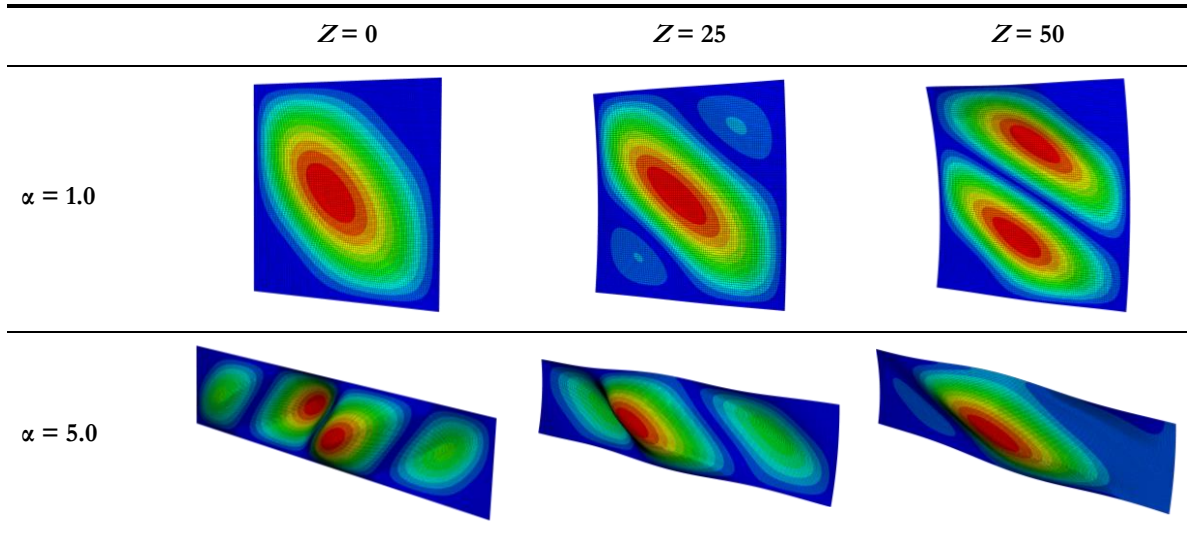 Z = 0 Z = 25 Z = 50
α = 1.0
α = 5.0